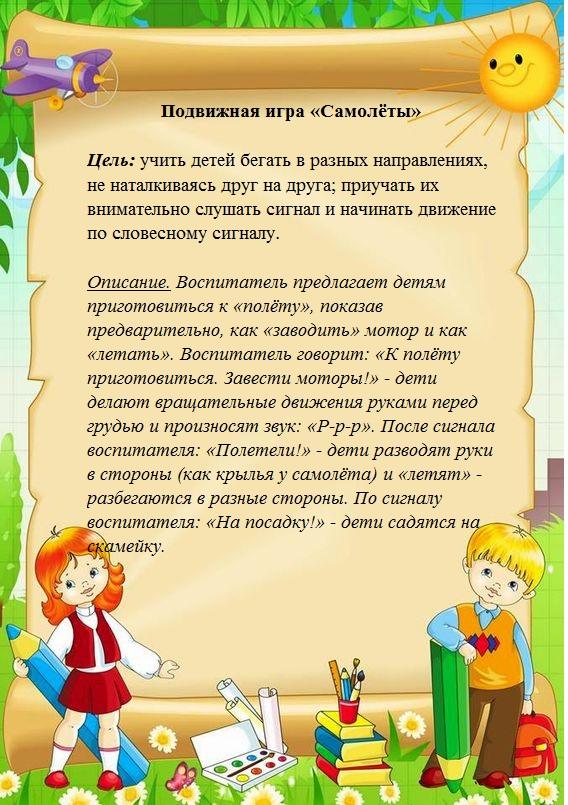 Подвижная игра «Самолёты»
Цель: учить детей бегать в разных направлениях,
не наталкиваясь друг на друга; приучать их
внимательно слушать сигнал и начинать движение
по словесному сигналу.
Описание. Воспитатель предлагает детям
приготовиться к «полёту», показав
предварительно, как «заводить» мотор и как
«летать». Воспитатель говорит: «К полёту
приготовиться. Завести моторы!» - дети
делают вращательные движения руками перед
грудью и произносят звук: «Р-р-р». После сигнала
воспитателя: «Полетели!» - дети разводят руки
в стороны (как крылья у самолёта) и «летят» -
разбегаются в разные стороны. По сигналу
воспитателя: «На посадку!» - дети садятся на
скамейку.